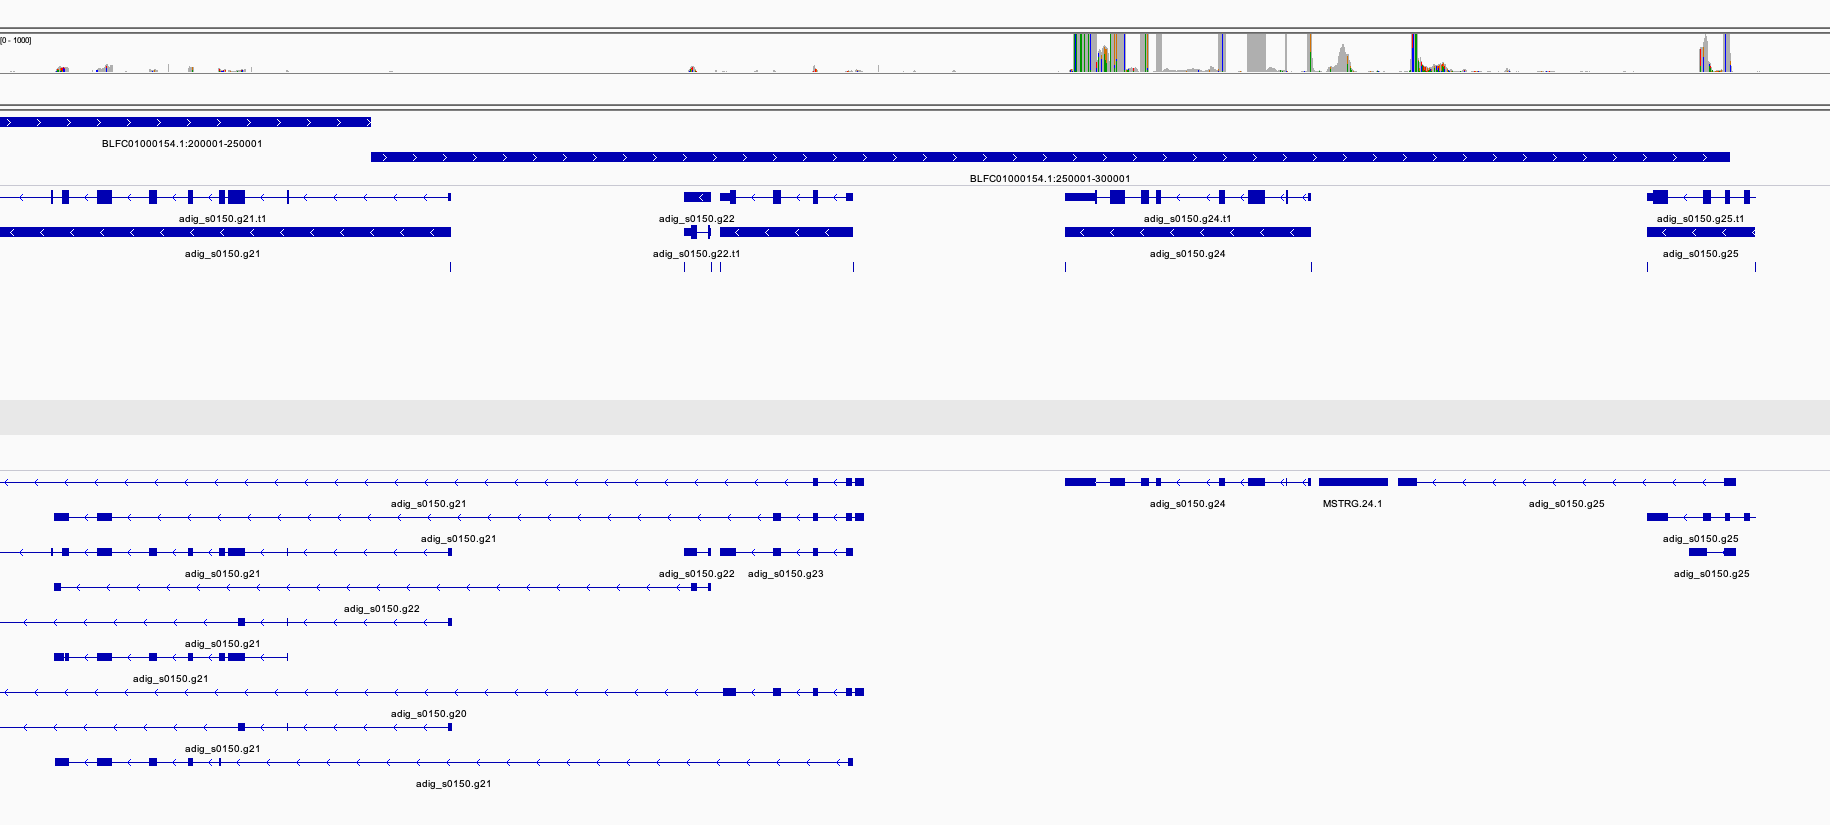 [0 - 1000]
BLFC01000154.1:200001-250001
BLFC01000154.1:250001-300001
adig_s0150.g21.t1 adig_s0150.g22 adig_s0150.g24.t1 adig_s0150.g25.t1
adig_s0150.g21 adig_s0150.g22.t1 adig_s0150.g24 adig_s0150.g25
adig_s0150.g21 adig_s0150.g24 MSTRG.24.1 adig_s0150.g25
adig_s0150.g21 adig_s0150.g25
adig_s0150.g21 adig_s0150.g22 adig_s0150.g23 adig_s0150.g25
adig_s0150.g22
adig_s0150.g21
adig_s0150.g21
adig_s0150.g20
adig_s0150.g21
adig_s0150.g21